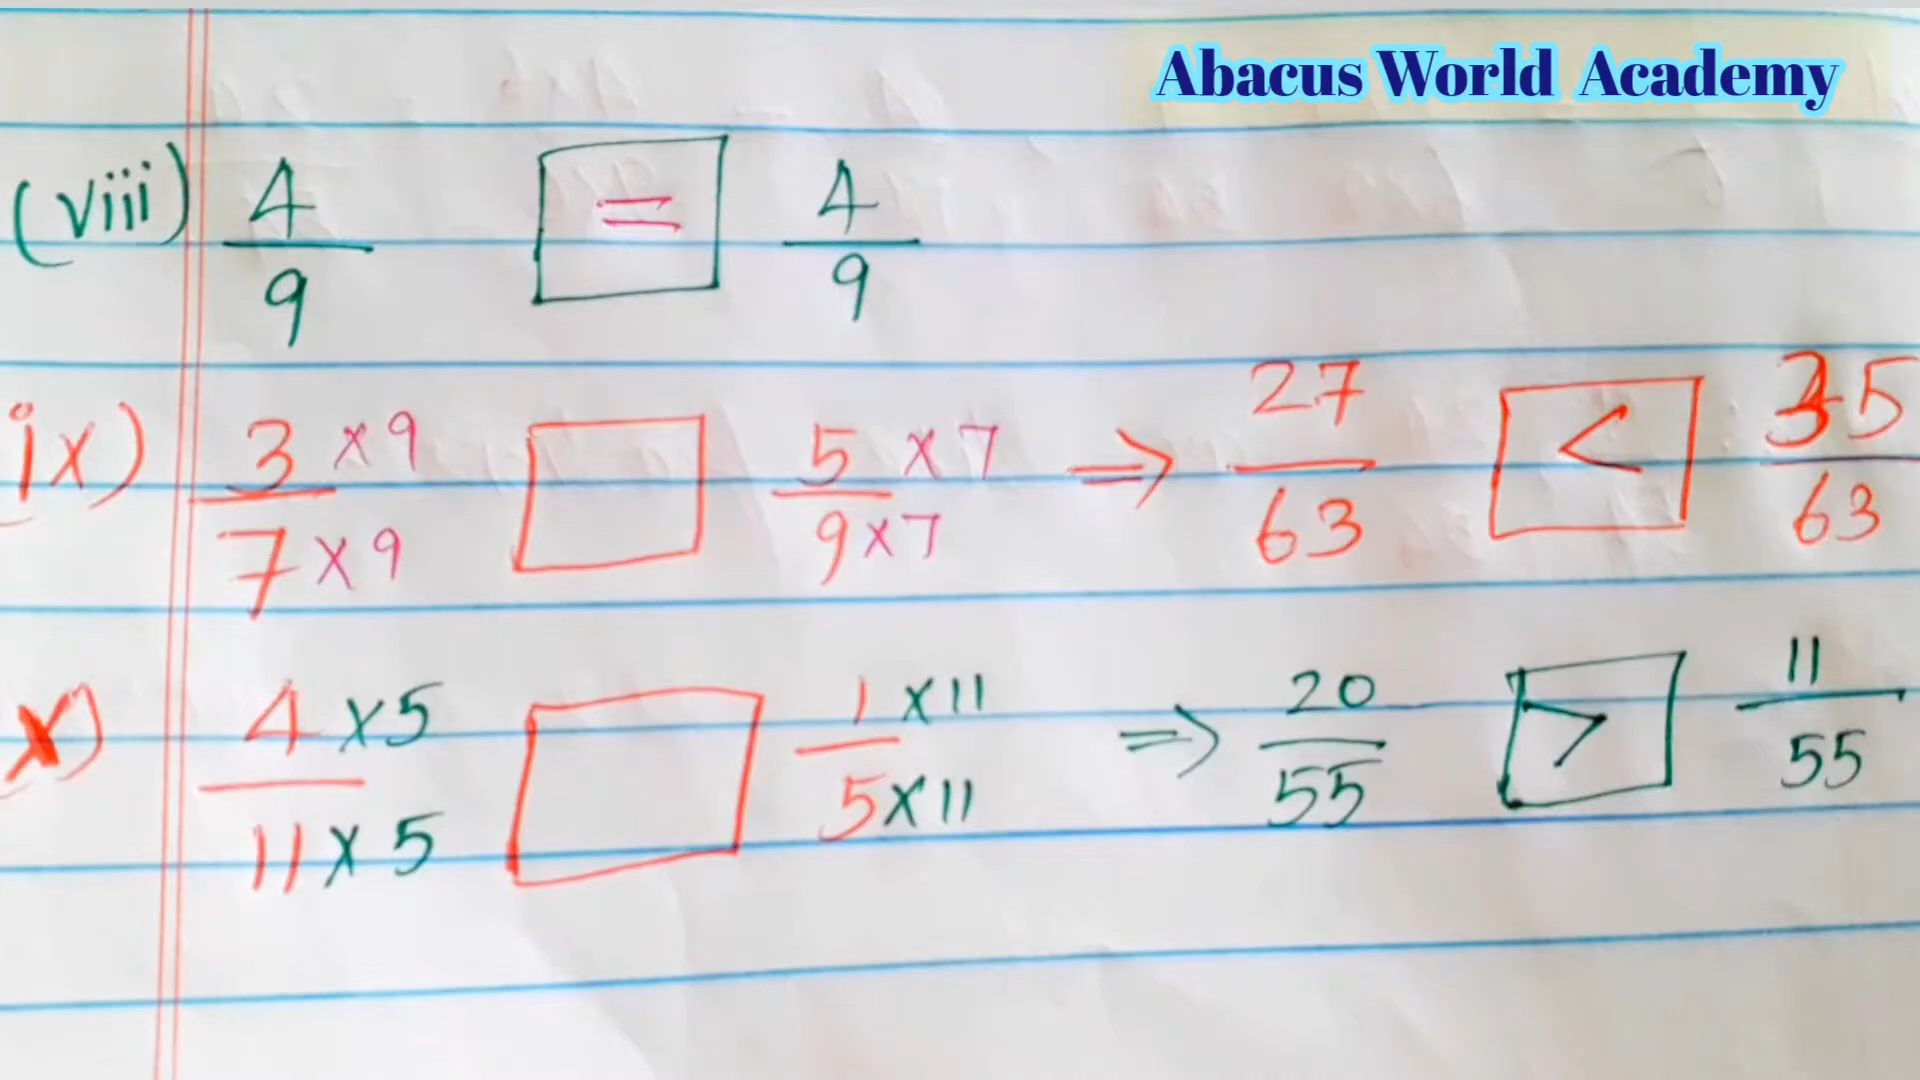 Abacus World Academy
(viii) 4/9 [=] 4/9
ix) 3×9/7×9 [ ] 5×7/9×7 ⇒ 27/63 [<] 35/63
x) 4×5/11×5 [ ] 1×11/5×11 ⇒ 20/55 [>] 11/55